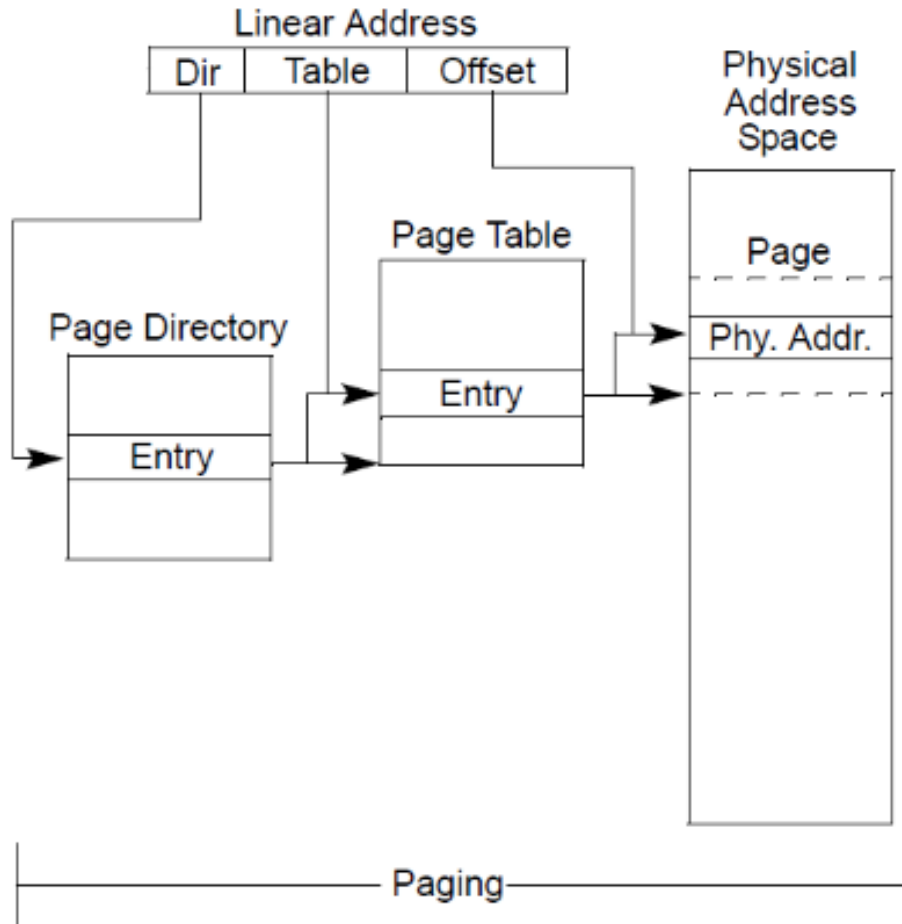 Linear Address
Dir Table Offset
Physical
Address
Space
Page Table
Page
Page Directory
Phy. Addr.
Entry
Entry
Paging